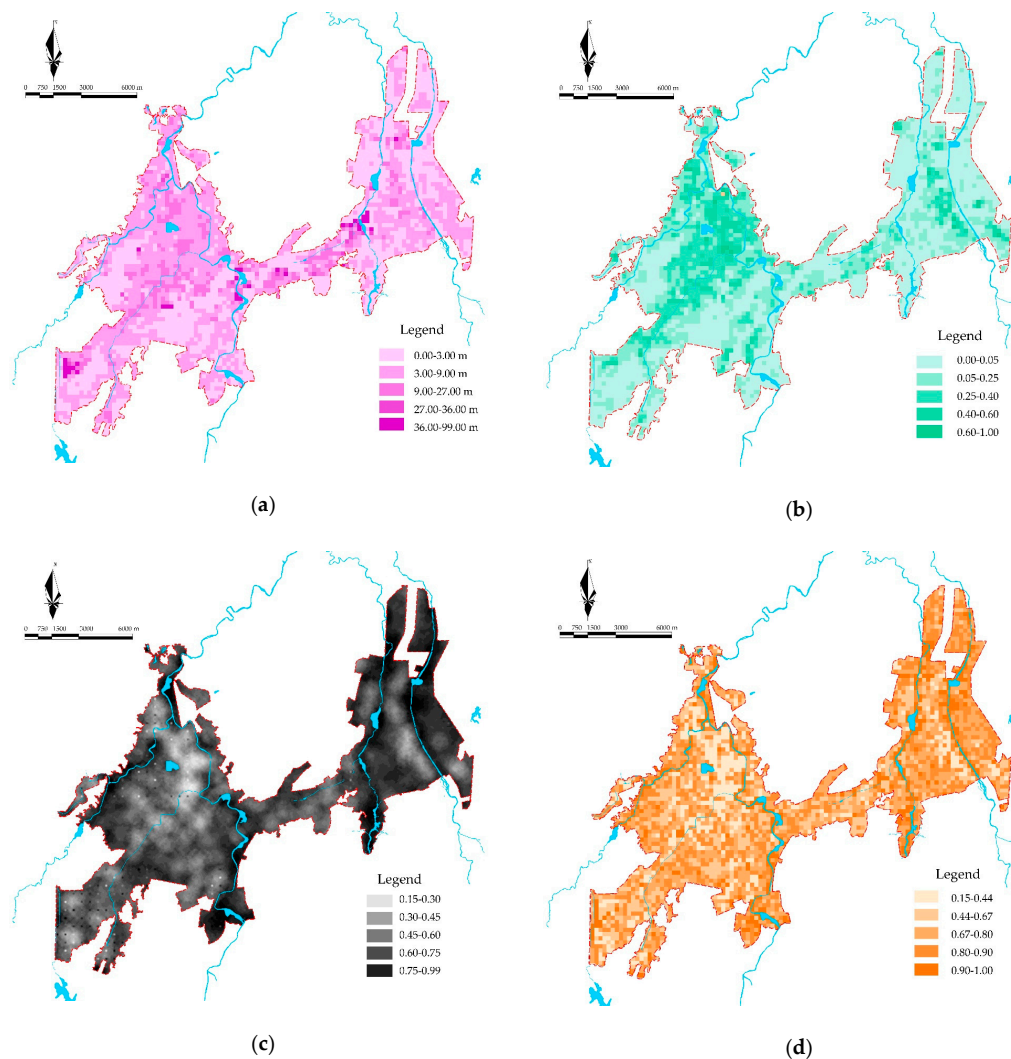 N
0 750 1500 3000 6000 m
Legend
0.00-3.00 m
3.00-9.00 m
9.00-27.00 m
27.00-36.00 m
36.00-99.00 m
(a)
N
0 750 1500 3000 6000 m
Legend
0.00-0.05
0.05-0.25
0.25-0.40
0.40-0.60
0.60-1.00
(b)
N
0 750 1500 3000 6000 m
Legend
0.15-0.30
0.30-0.45
0.45-0.60
0.60-0.75
0.75-0.99
(c)
N
0 750 1500 3000 6000 m
Legend
0.15-0.44
0.44-0.67
0.67-0.80
0.80-0.90
0.90-1.00
(d)